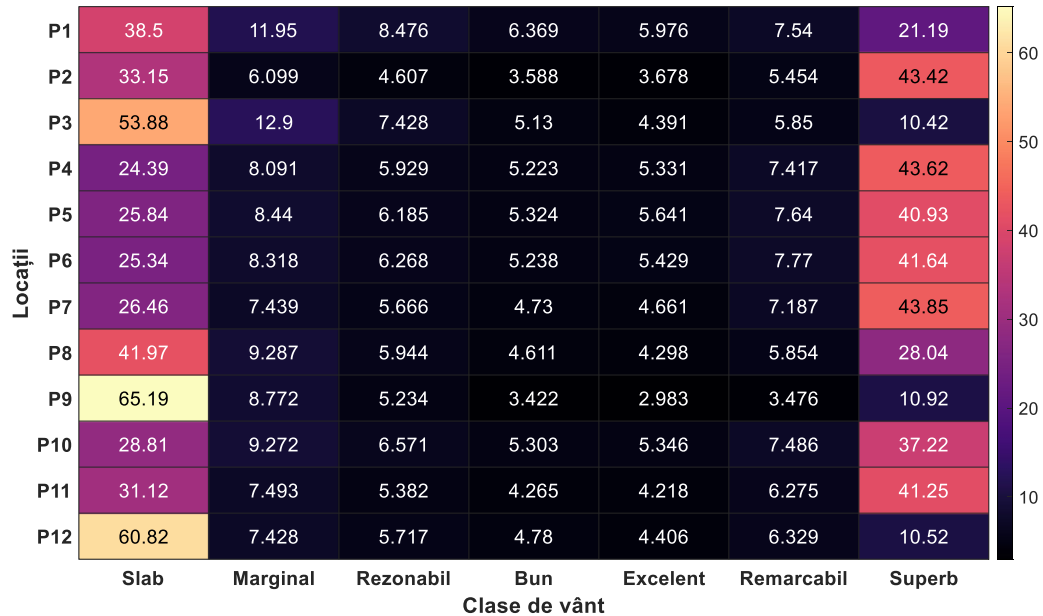 P1 38.5 11.95 8.476 6.369 5.976 7.54 21.19
60
P2 33.15 6.099 4.607 3.588 3.678 5.454 43.42
P3 53.88 12.9 7.428 5.13 4.391 5.85 10.42
50
P4 24.39 8.091 5.929 5.223 5.331 7.417 43.62
P5 25.84 8.44 6.185 5.324 5.641 7.64 40.93
40
P6 25.34 8.318 6.268 5.238 5.429 7.77 41.64
Locații
P7 26.46 7.439 5.666 4.73 4.661 7.187 43.85
30
P8 41.97 9.287 5.944 4.611 4.298 5.854 28.04
P9 65.19 8.772 5.234 3.422 2.983 3.476 10.92
20
P10 28.81 9.272 6.571 5.303 5.346 7.486 37.22
P11 31.12 7.493 5.382 4.265 4.218 6.275 41.25
10
P12 60.82 7.428 5.717 4.78 4.406 6.329 10.52
Slab Marginal Rezonabil Bun Excelent Remarcabil Superb
Clase de vânt